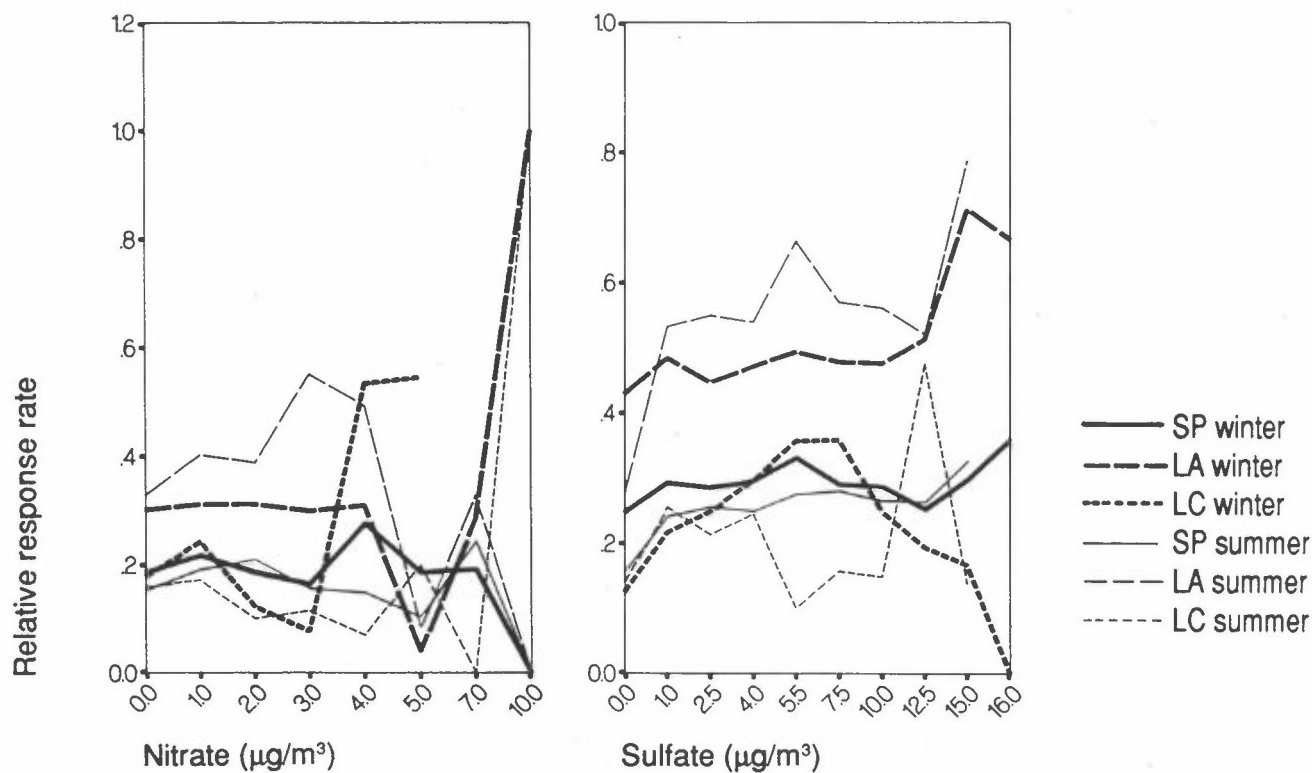 Relative response rate
1.2
1.0
.8
.6
.4
.2
0.0
0.0 1.0 2.0 3.0 4.0 5.0 7.0 10.0
Nitrate (µg/m³)
1.0
.8
.6
.4
.2
0.0
0.0 1.0 2.5 4.0 5.5 7.5 10.0 12.5 15.0 16.0
Sulfate (µg/m³)
SP winter
LA winter
LC winter
SP summer
LA summer
LC summer